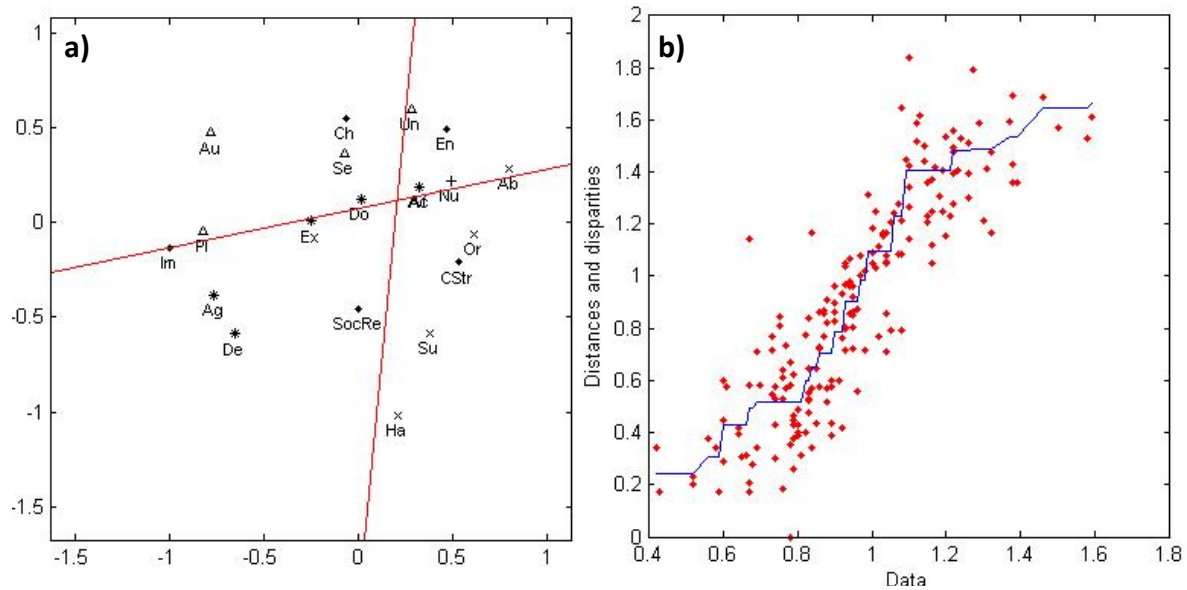 a)
1
0.5
0
-0.5
-1
-1.5
-1.5
-1
-0.5
0
0.5
1
Au
Ch
Se
Un
En
Ab
Nu
Do
Ex
Pl
Im
Or
CStr
Ag
De
SocRe
Su
Ha
b)
Distances and disparities
2
1.8
1.6
1.4
1.2
1
0.8
0.6
0.4
0.2
0
0.4
0.6
0.8
1
1.2
1.4
1.6
1.8
Data